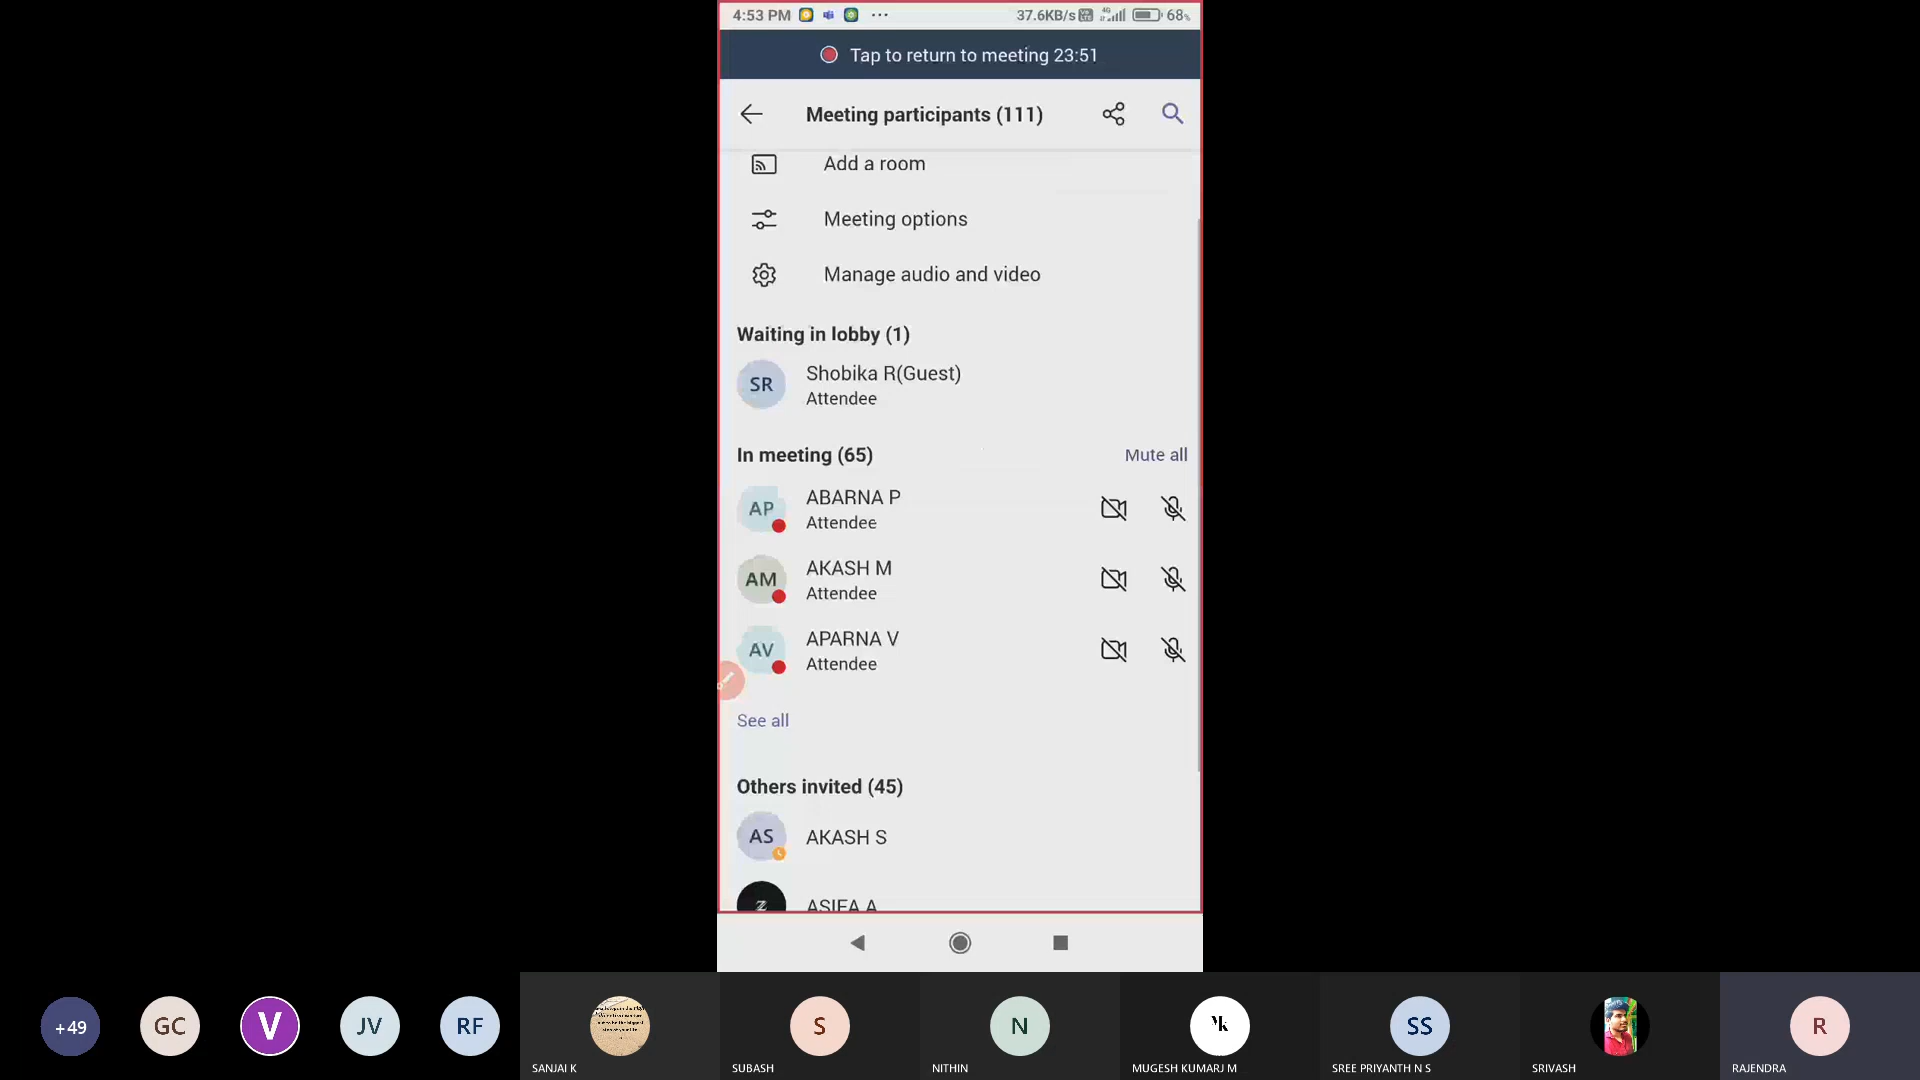 4:53 PM ... 37.6KB/s 4G 68%
Tap to return to meeting 23:51
Meeting participants (111)
Add a room
Meeting options
Manage audio and video
Waiting in lobby (1)
SR Shobika R(Guest)
Attendee
In meeting (65) Mute all
AP ABARNA P
Attendee
AM AKASH M
Attendee
AV APARNA V
Attendee
See all
Others invited (45)
AS AKASH S
ASIFA A
+49 GC V JV RF S N SS R
SANJAI K SUBASH NITHIN MUGESH KUMARJ M SREE PRIYANTH N S SRIVASH RAJENDRA